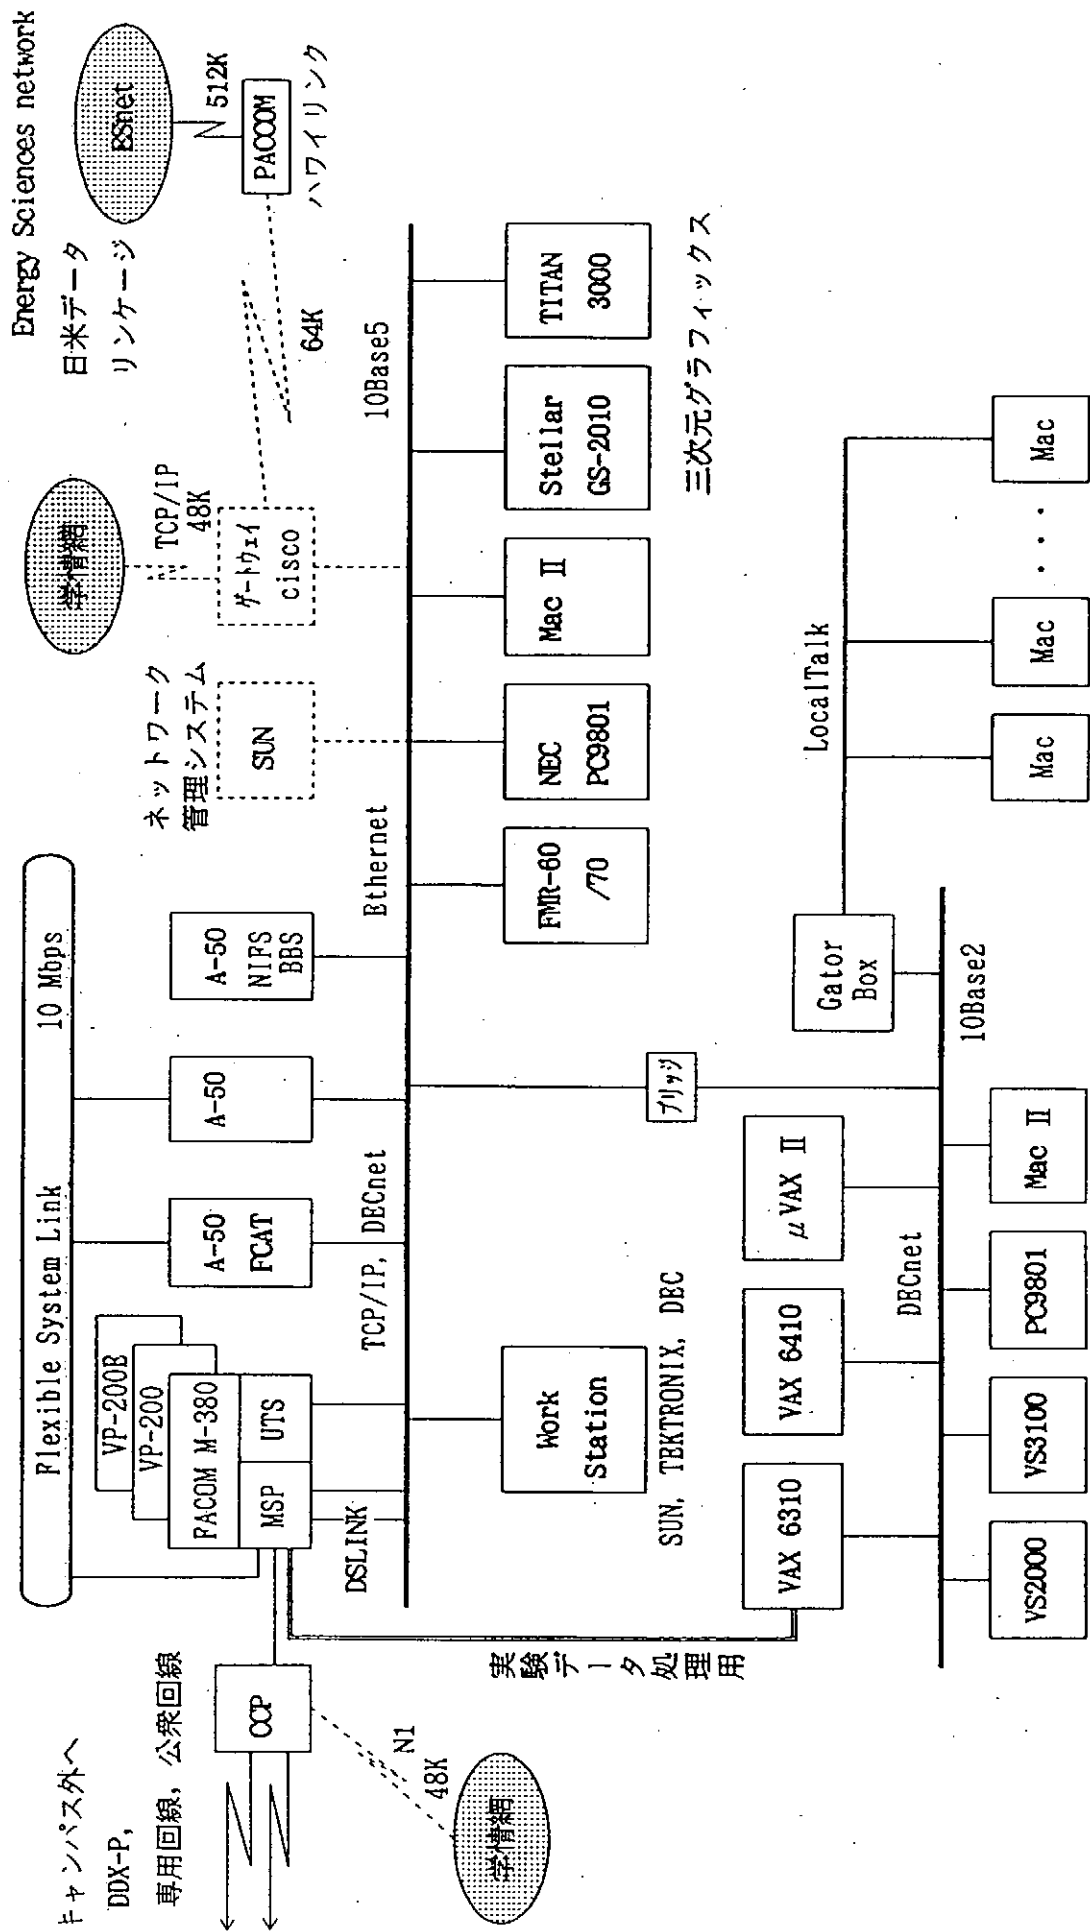 Energy Sciences network
ESnet
日米データ
リンケージ
512K
PACCOM
ハワイリンク
64K
学情網
TCP/IP
48K
ゲートウェイ
cisco
ネットワーク
管理システム
SUN
Flexible System Link
10 Mbps
VP-200B
VP-200
FACOM M-380
MSP
UTS
A-50
FCAT
A-50
A-50
NIFS
BBS
キャンパス外へ
DDX-P,
専用回線, 公衆回線
CCP
N1
48K
学情網
DSLINK
TCP/IP, DECnet
Ethernet
10Base5
実験データ処理用
Work
Station
SUN, TEKTRONIX, DEC
FMR-60
/70
NEC
PC9801
Mac II
Stellar
GS-2010
TITAN
3000
三次元グラフィックス
ブリッジ
VAX 6310
VAX 6410
μVAX II
DECnet
10Base2
Gator
Box
LocalTalk
VS2000
VS3100
PC9801
Mac II
Mac
Mac
・・・
Mac